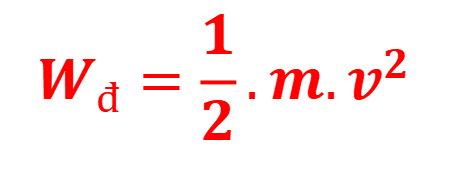 W_đ = 1/2 . m. v²